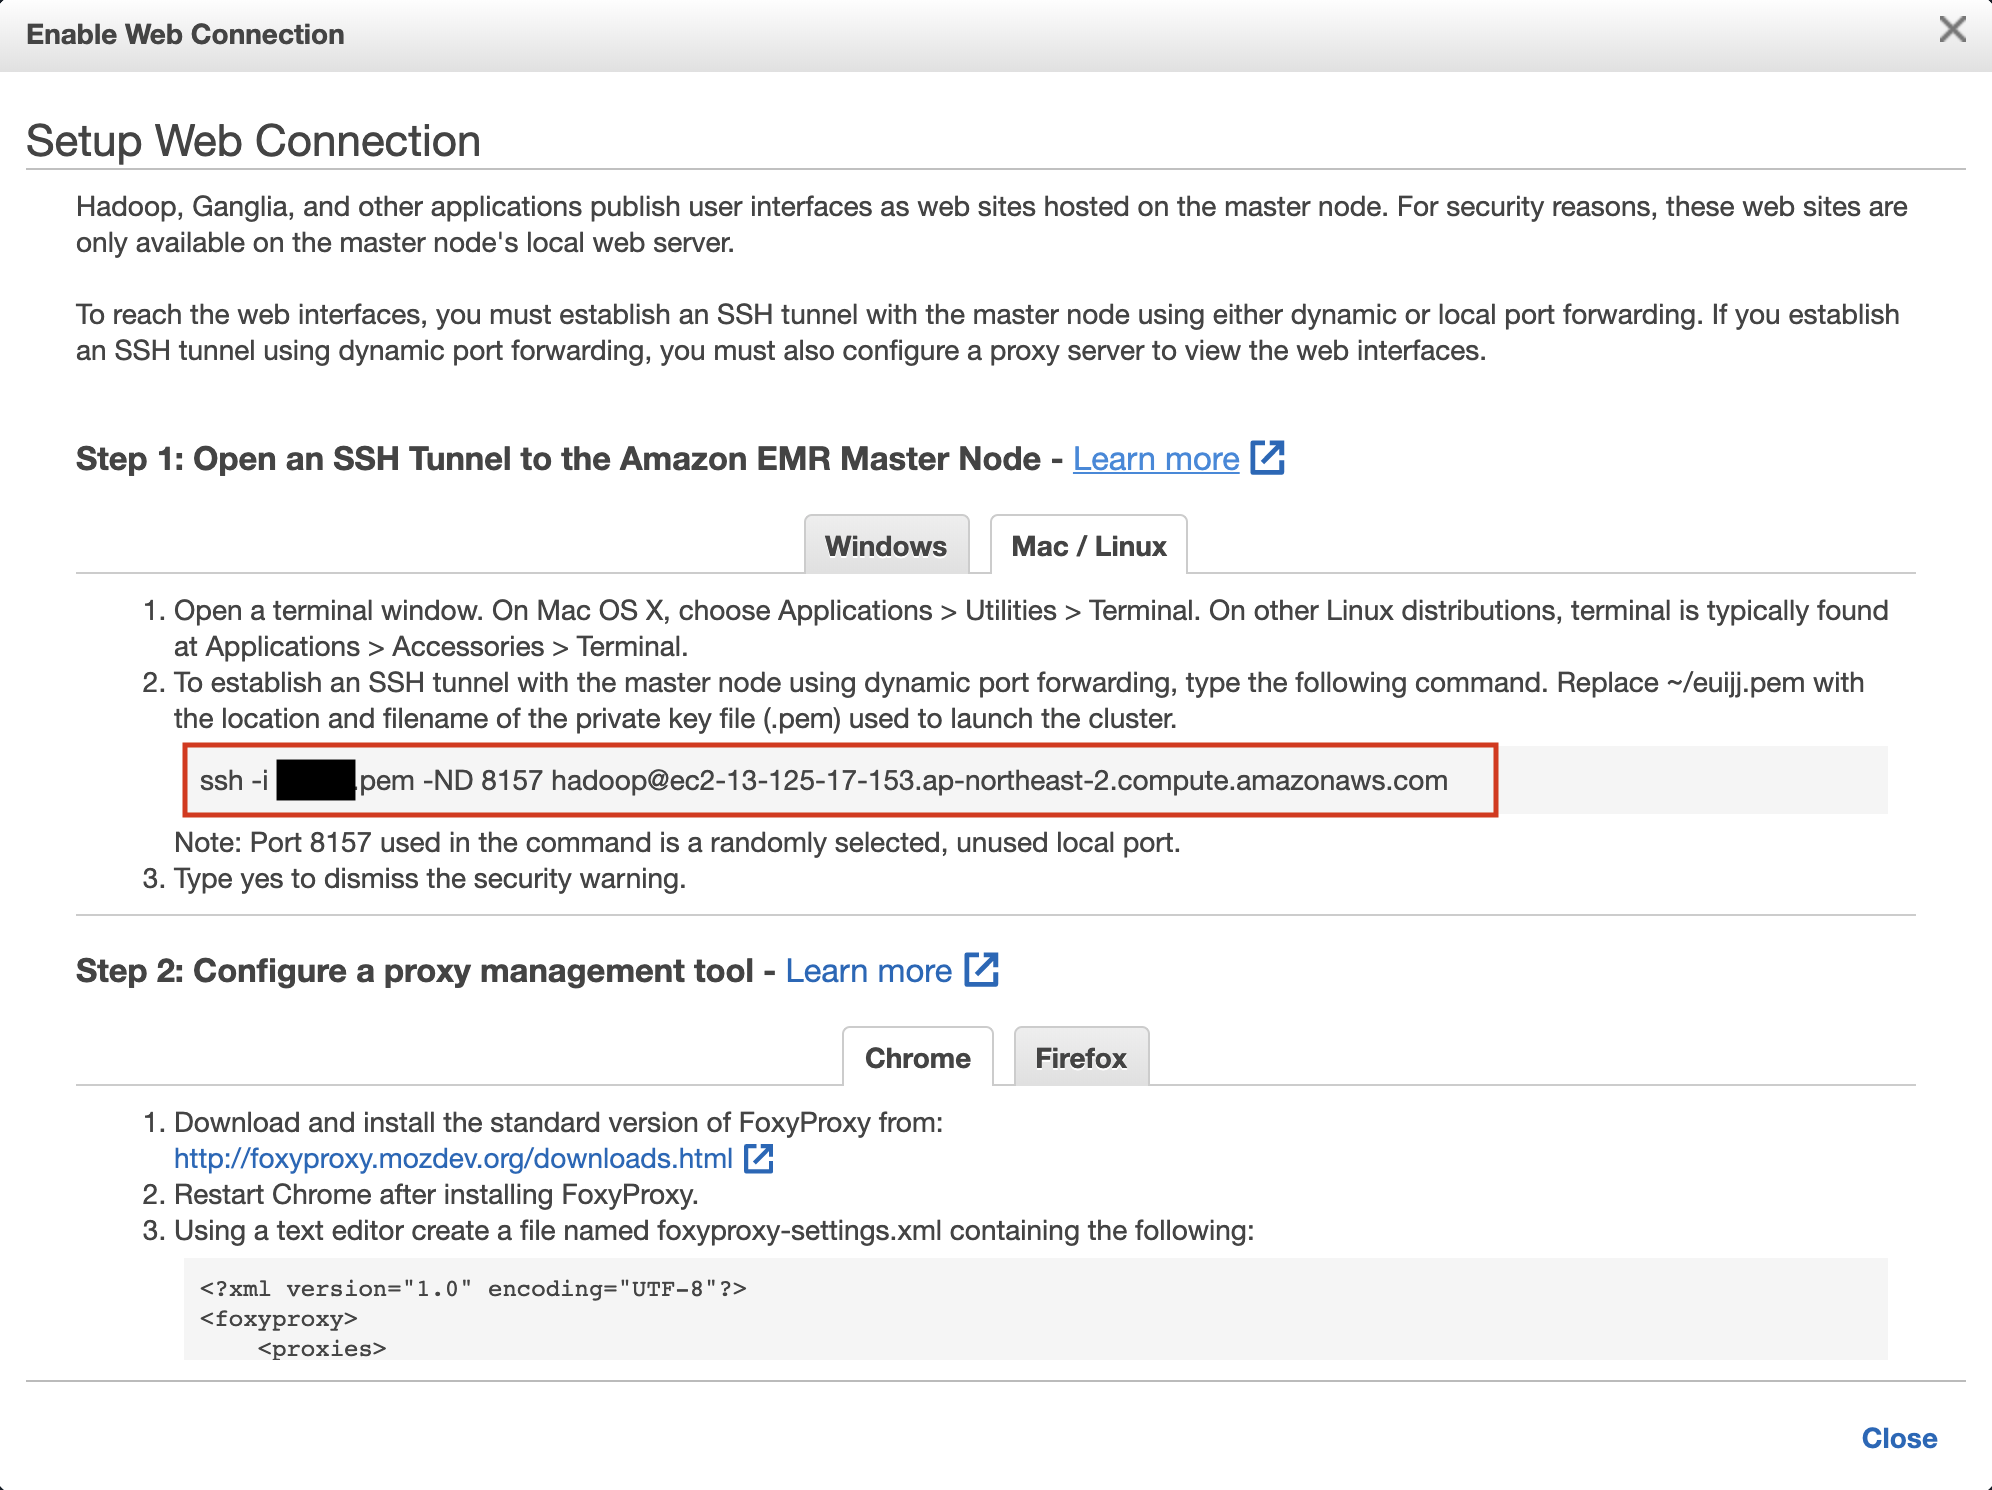 Enable Web Connection
Setup Web Connection
Hadoop, Ganglia, and other applications publish user interfaces as web sites hosted on the master node. For security reasons, these web sites are
only available on the master node's local web server.
To reach the web interfaces, you must establish an SSH tunnel with the master node using either dynamic or local port forwarding. If you establish
an SSH tunnel using dynamic port forwarding, you must also configure a proxy server to view the web interfaces.
Step 1: Open an SSH Tunnel to the Amazon EMR Master Node - Learn more
Windows Mac / Linux
1. Open a terminal window. On Mac OS X, choose Applications > Utilities > Terminal. On other Linux distributions, terminal is typically found
at Applications > Accessories > Terminal.
2. To establish an SSH tunnel with the master node using dynamic port forwarding, type the following command. Replace ~/euijj.pem with
the location and filename of the private key file (.pem) used to launch the cluster.
ssh -i .pem -ND 8157 hadoop@ec2-13-125-17-153.ap-northeast-2.compute.amazonaws.com
Note: Port 8157 used in the command is a randomly selected, unused local port.
3. Type yes to dismiss the security warning.
Step 2: Configure a proxy management tool - Learn more
Chrome Firefox
1. Download and install the standard version of FoxyProxy from:
http://foxyproxy.mozdev.org/downloads.html
2. Restart Chrome after installing FoxyProxy.
3. Using a text editor create a file named foxyproxy-settings.xml containing the following:
<?xml version="1.0" encoding="UTF-8"?>
<foxyproxy>
<proxies>
Close